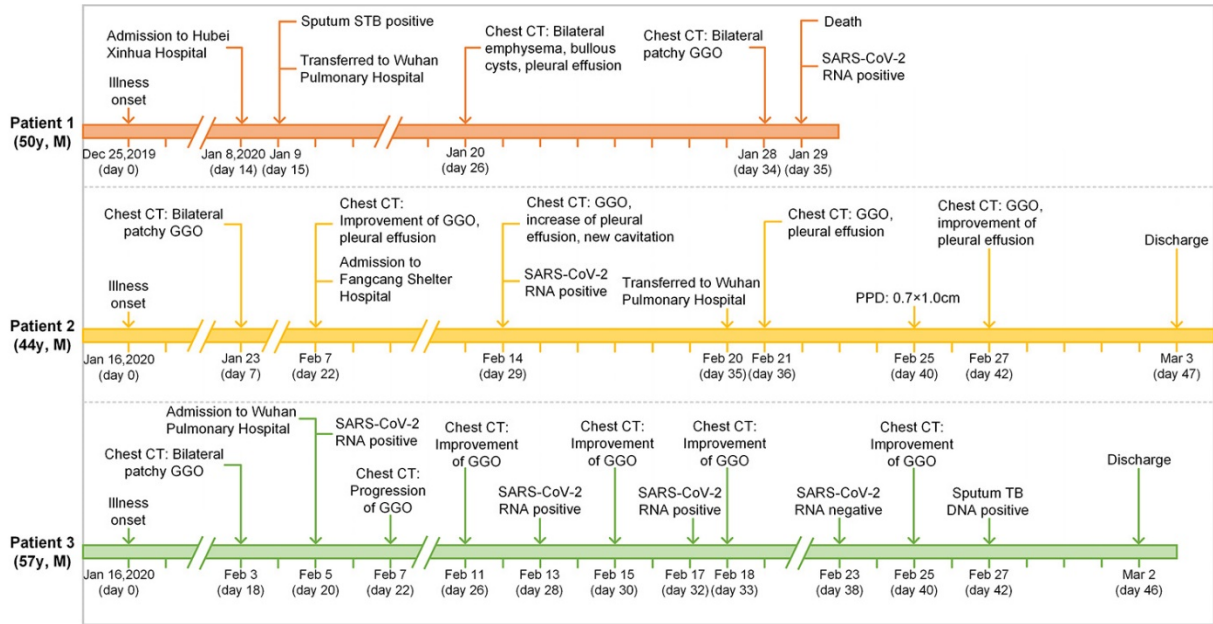 Patient 1
(50y, M)
Illness
onset
Admission to Hubei
Xinhua Hospital
Sputum STB positive
Transferred to Wuhan
Pulmonary Hospital
Chest CT: Bilateral
emphysema, bullous
cysts, pleural effusion
Chest CT: Bilateral
patchy GGO
Death
SARS-CoV-2
RNA positive
Dec 25,2019
(day 0)
Jan 8,2020
(day 14)
Jan 9
(day 15)
Jan 20
(day 26)
Jan 28
(day 34)
Jan 29
(day 35)
Patient 2
(44y, M)
Illness
onset
Chest CT: Bilateral
patchy GGO
Chest CT:
Improvement of GGO,
pleural effusion
Admission to
Fangcang Shelter
Hospital
Chest CT: GGO,
increase of pleural
effusion, new cavitation
SARS-CoV-2
RNA positive
Transferred to Wuhan
Pulmonary Hospital
Chest CT: GGO,
pleural effusion
PPD: 0.7×1.0cm
Chest CT: GGO,
improvement of
pleural effusion
Discharge
Jan 16,2020
(day 0)
Jan 23
(day 7)
Feb 7
(day 22)
Feb 14
(day 29)
Feb 20
(day 35)
Feb 21
(day 36)
Feb 25
(day 40)
Feb 27
(day 42)
Mar 3
(day 47)
Patient 3
(57y, M)
Illness
onset
Chest CT: Bilateral
patchy GGO
Admission to Wuhan
Pulmonary Hospital
SARS-CoV-2
RNA positive
Chest CT:
Progression
of GGO
Chest CT:
Improvement
of GGO
SARS-CoV-2
RNA positive
Chest CT:
Improvement
of GGO
SARS-CoV-2
RNA positive
Chest CT:
Improvement
of GGO
SARS-CoV-2
RNA negative
Chest CT:
Improvement
of GGO
Sputum TB
DNA positive
Discharge
Jan 16,2020
(day 0)
Feb 3
(day 18)
Feb 5
(day 20)
Feb 7
(day 22)
Feb 11
(day 26)
Feb 13
(day 28)
Feb 15
(day 30)
Feb 17
(day 32)
Feb 18
(day 33)
Feb 23
(day 38)
Feb 25
(day 40)
Feb 27
(day 42)
Mar 2
(day 46)